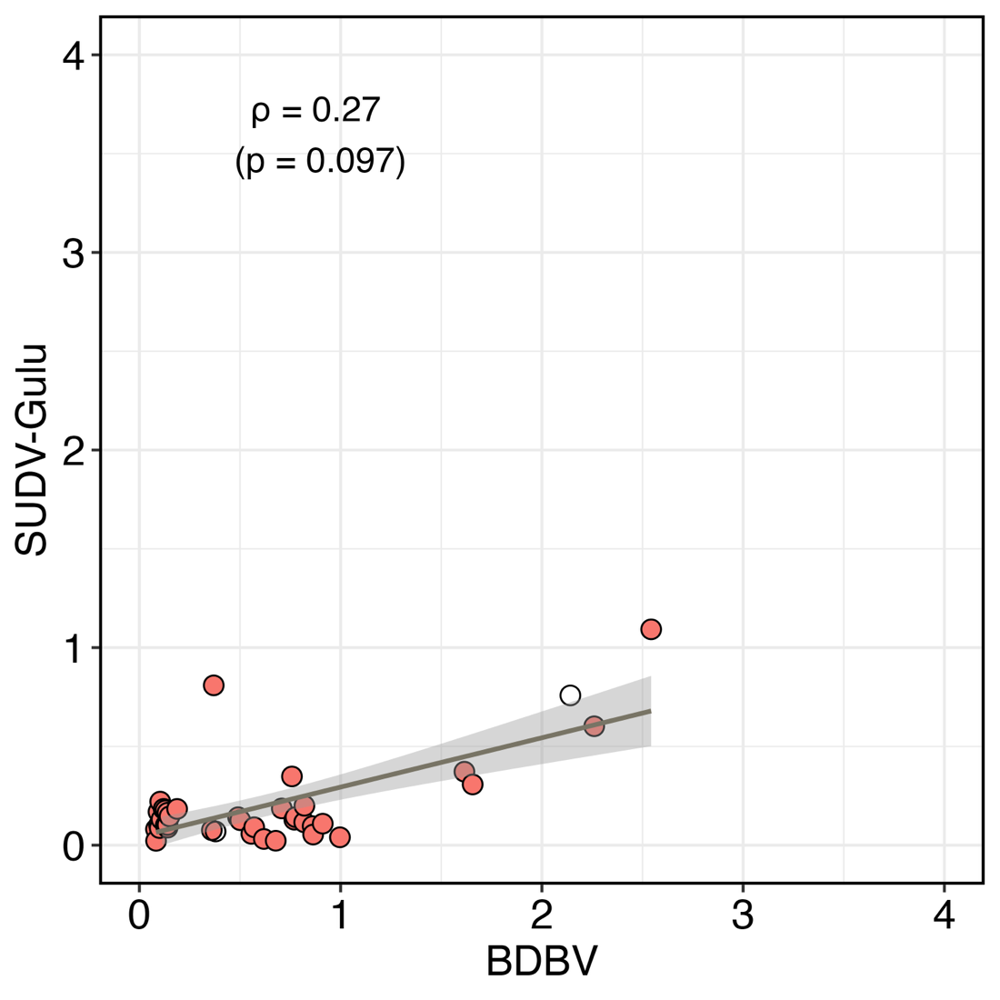 4
ρ = 0.27
(p = 0.097)
3
SUDV-Gulu
2
1
0
0 1 2 3 4
BDBV